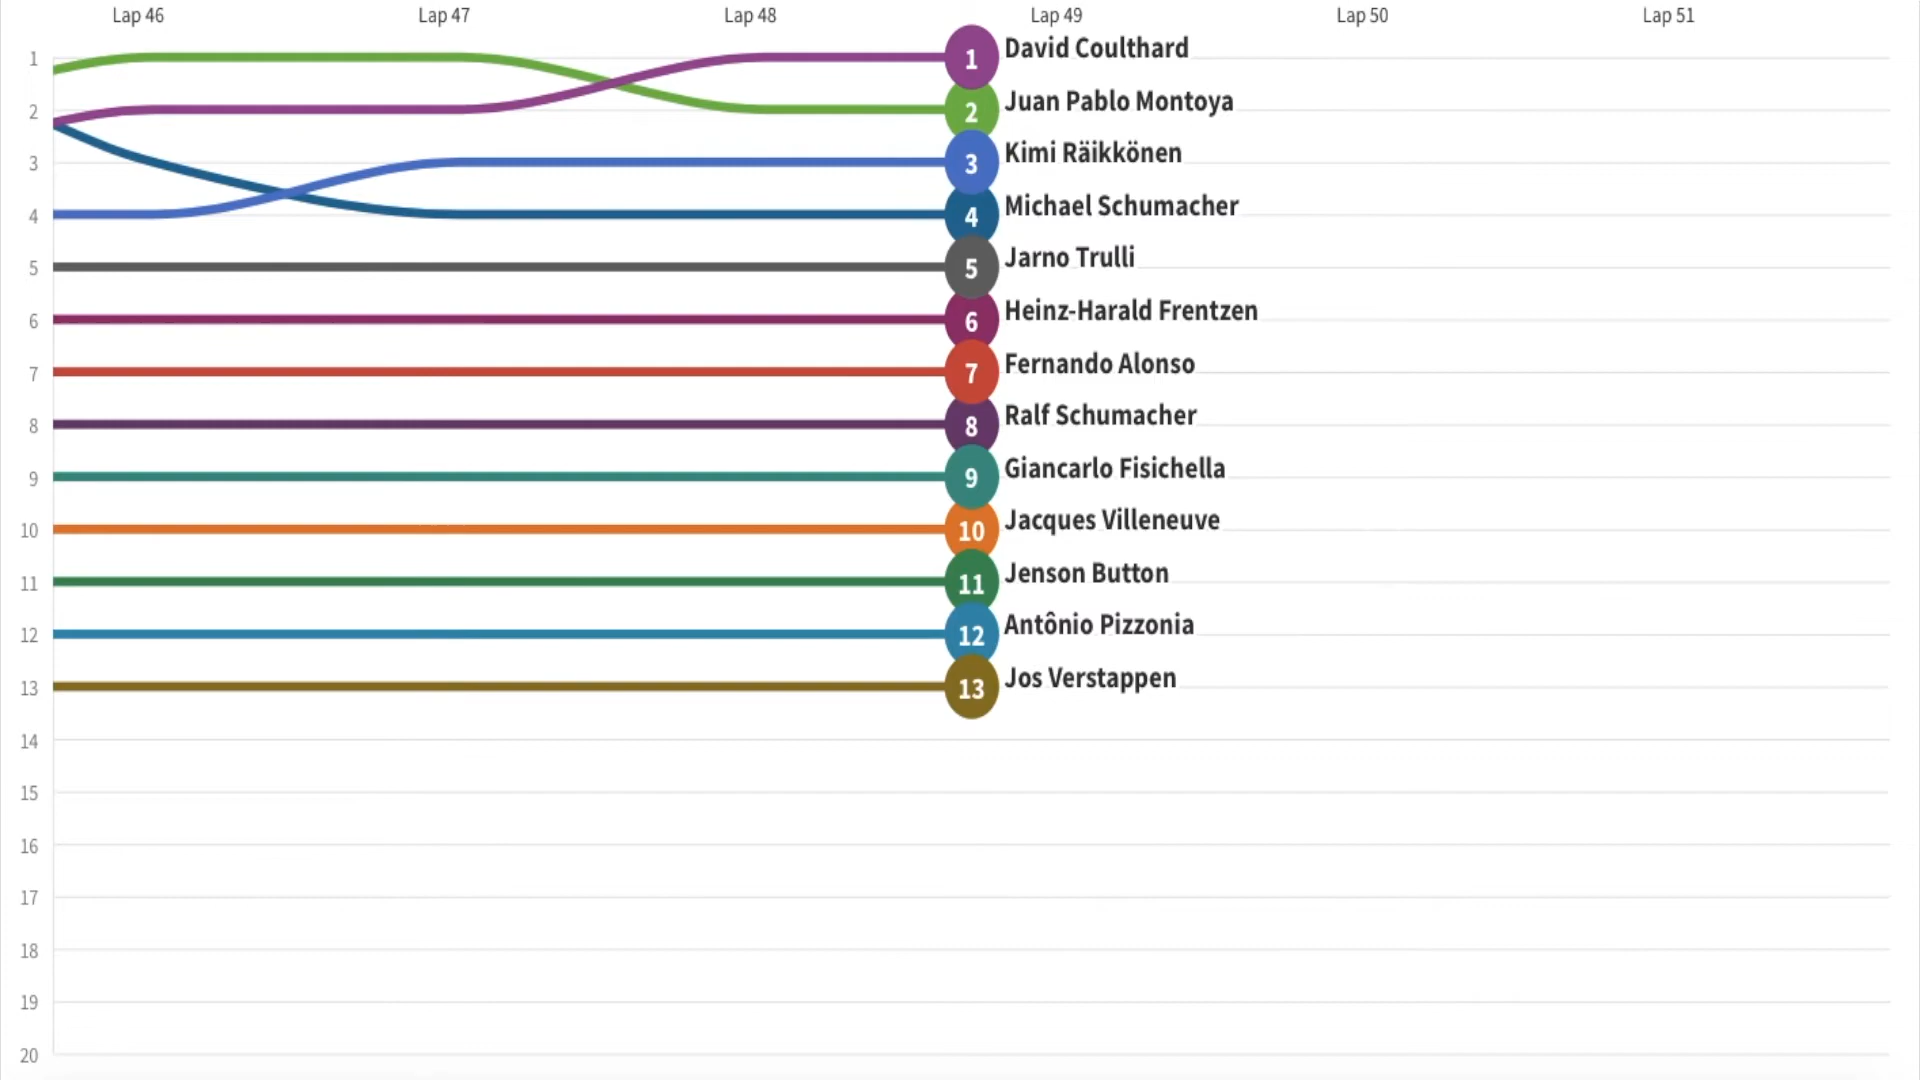 Lap 46 Lap 47 Lap 48 Lap 49 Lap 50 Lap 51
1 1 David Coulthard
2 2 Juan Pablo Montoya
3 3 Kimi Räikkönen
4 4 Michael Schumacher
5 5 Jarno Trulli
6 6 Heinz-Harald Frentzen
7 7 Fernando Alonso
8 8 Ralf Schumacher
9 9 Giancarlo Fisichella
10 10 Jacques Villeneuve
11 11 Jenson Button
12 12 Antônio Pizzonia
13 13 Jos Verstappen
14
15
16
17
18
19
20